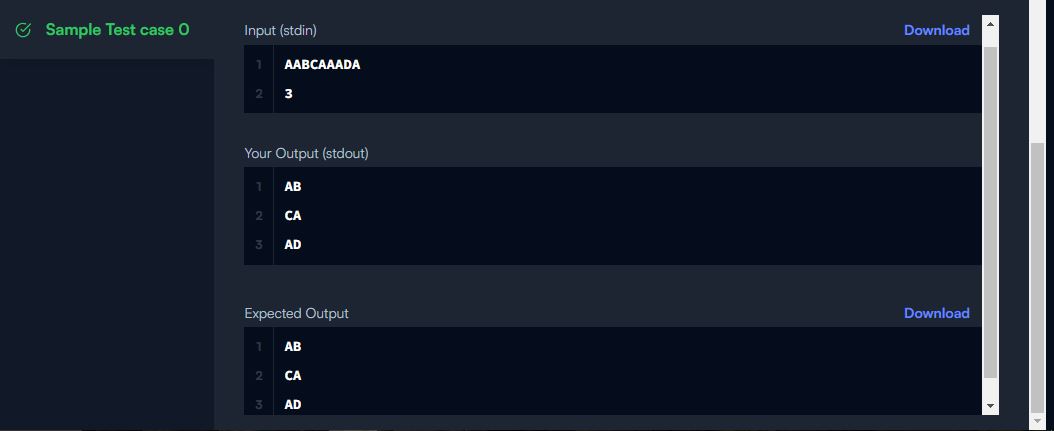 Sample Test case 0
Input (stdin)
Download
1 AABCAAADA
2 3
Your Output (stdout)
1 AB
2 CA
3 AD
Expected Output
Download
1 AB
2 CA
3 AD